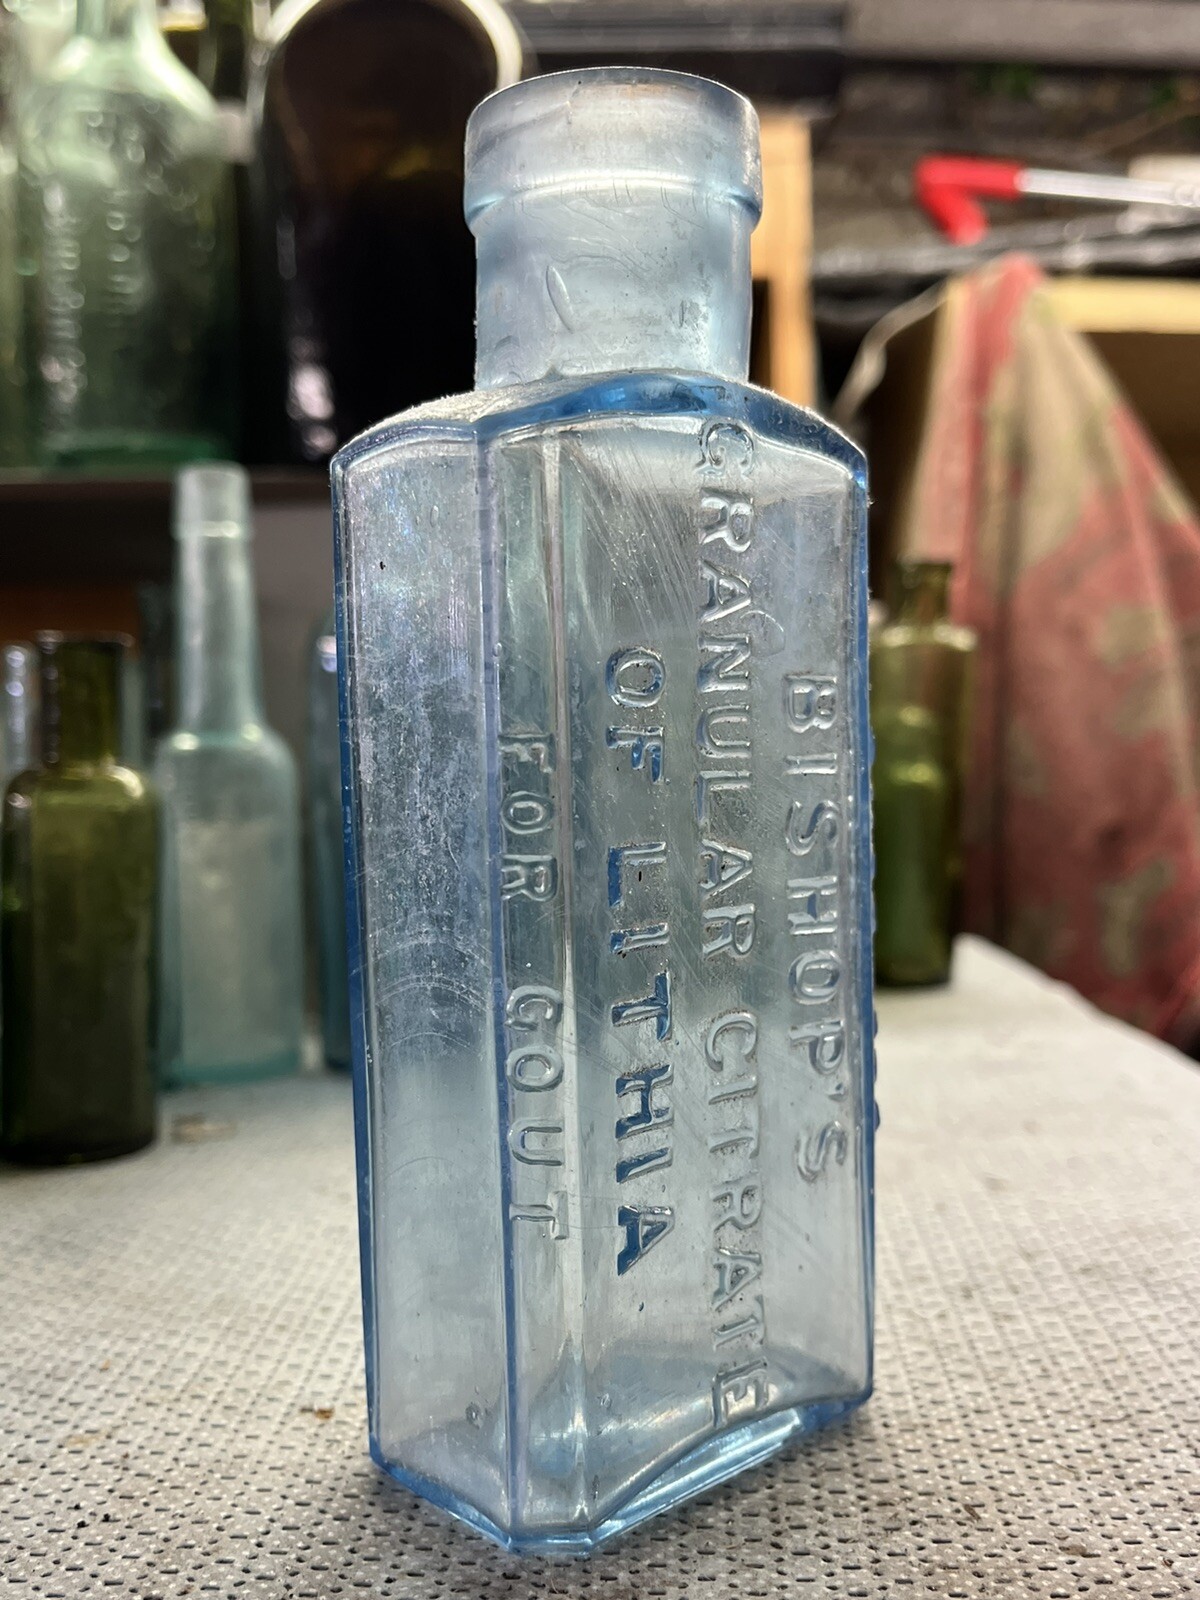 BISHOP'S
GRANULAR CITRATE
OF LITHIA
FOR GOUT